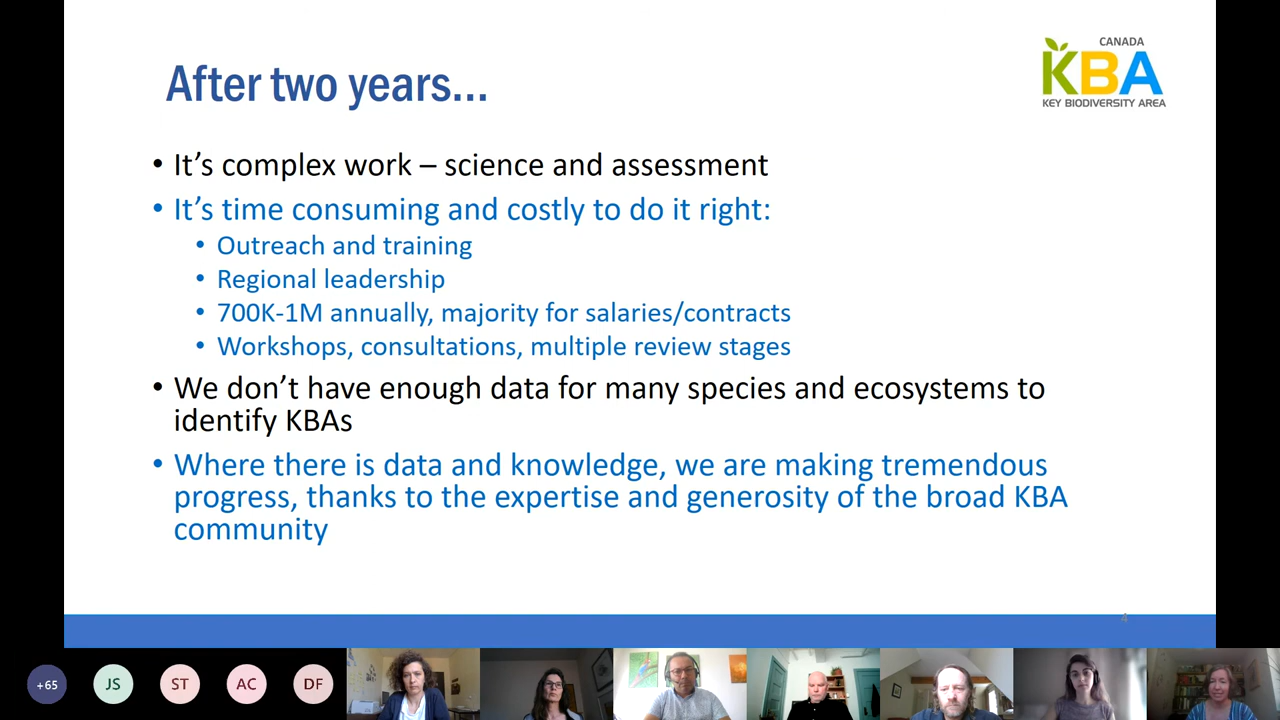 CANADA
KBA
KEY BIODIVERSITY AREA
After two years...
• It’s complex work – science and assessment
• It’s time consuming and costly to do it right:
• Outreach and training
• Regional leadership
• 700K-1M annually, majority for salaries/contracts
• Workshops, consultations, multiple review stages
• We don’t have enough data for many species and ecosystems to
identify KBAs
• Where there is data and knowledge, we are making tremendous
progress, thanks to the expertise and generosity of the broad KBA
community
4
+65 JS ST AC DF